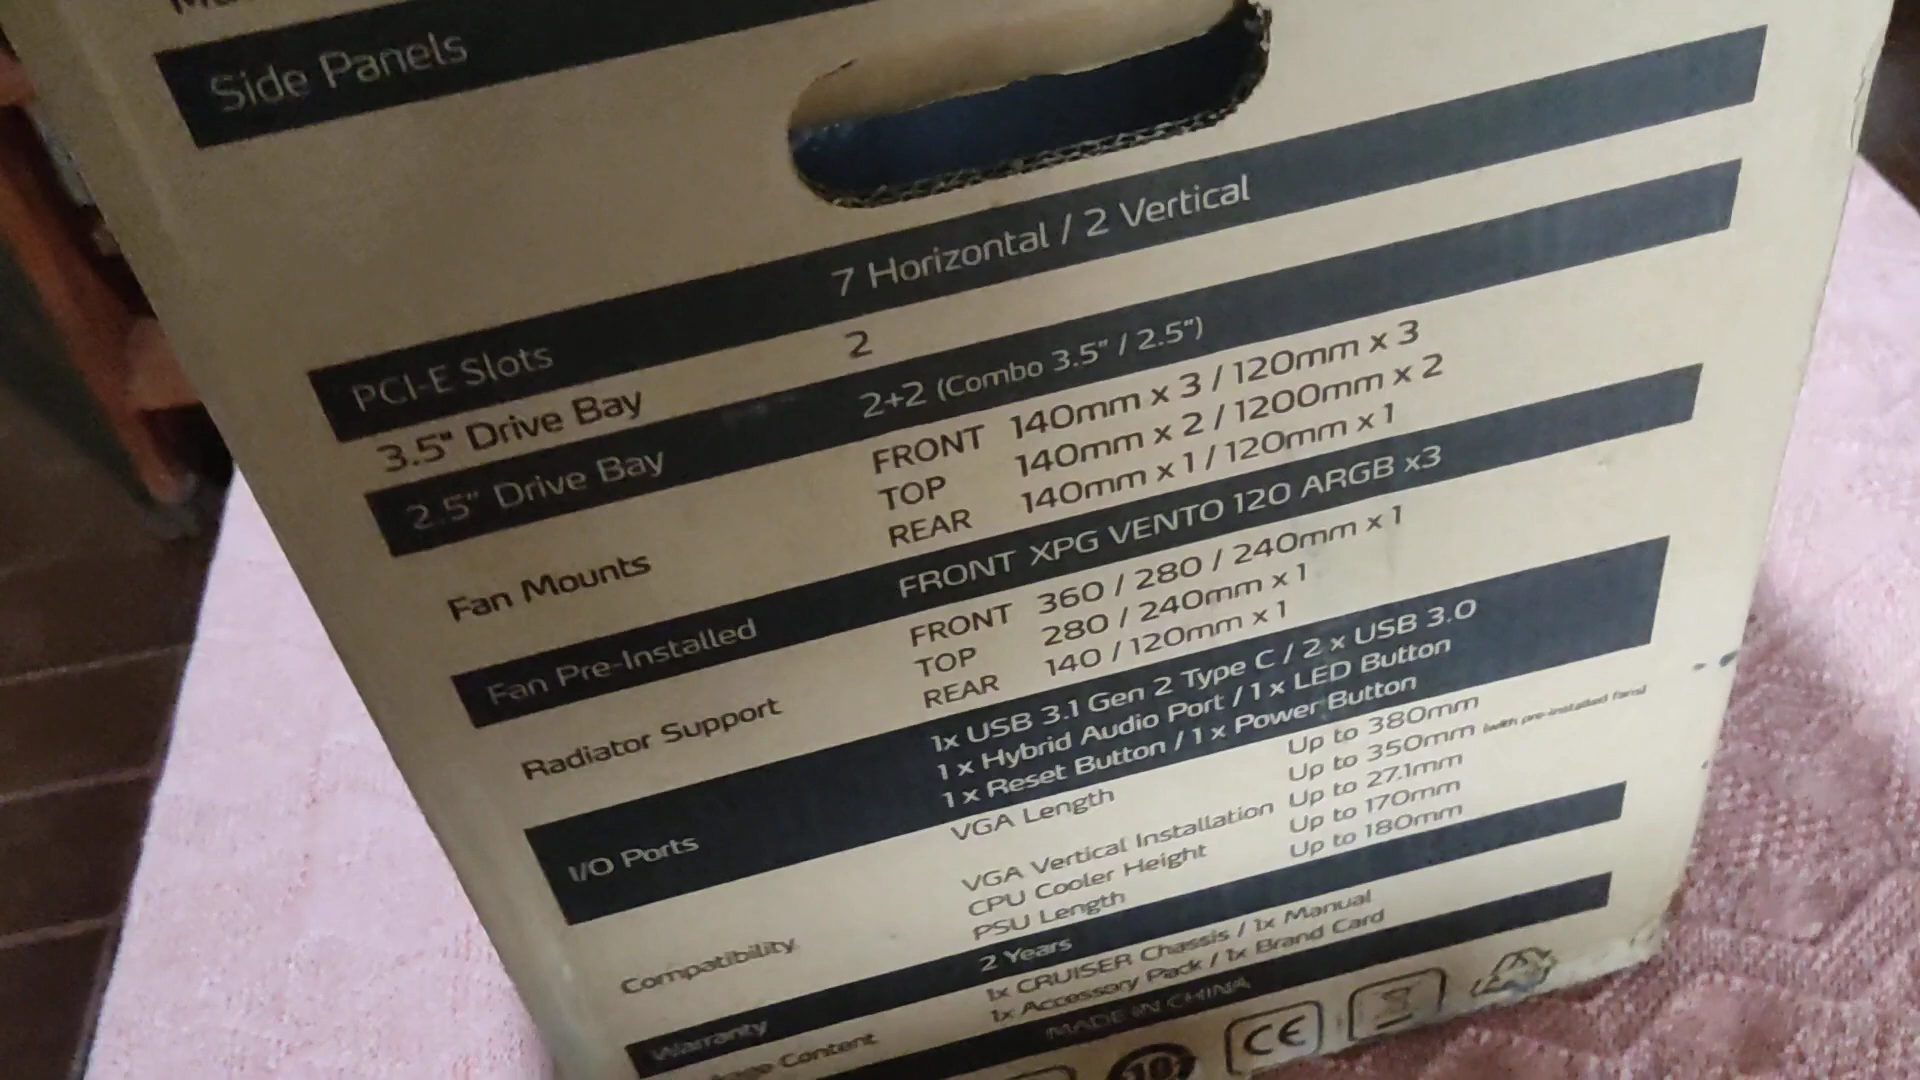 Side Panels
PCI-E Slots 7 Horizontal / 2 Vertical
3.5" Drive Bay 2
2.5" Drive Bay 2+2 (Combo 3.5" / 2.5")
Fan Mounts FRONT 140mm x 3 / 120mm x 3
TOP 140mm x 2 / 1200mm x 2
REAR 140mm x 1 / 120mm x 1
Fan Pre-Installed FRONT XPG VENTO 120 ARGB x3
Radiator Support FRONT 360 / 280 / 240mm x 1
TOP 280 / 240mm x 1
REAR 140 / 120mm x 1
I/O Ports 1x USB 3.1 Gen 2 Type C / 2 x USB 3.0
1 x Hybrid Audio Port / 1 x LED Button
1 x Reset Button / 1 x Power Button
Compatibility VGA Length Up to 380mm
Up to 350mm (with pre-installed fans)
VGA Vertical Installation Up to 27.1mm
CPU Cooler Height Up to 170mm
PSU Length Up to 180mm
Warranty 2 Years
Content 1x CRUISER Chassis / 1x Manual
1x Accessory Pack / 1x Brand Card
MADE IN CHINA
10
CE